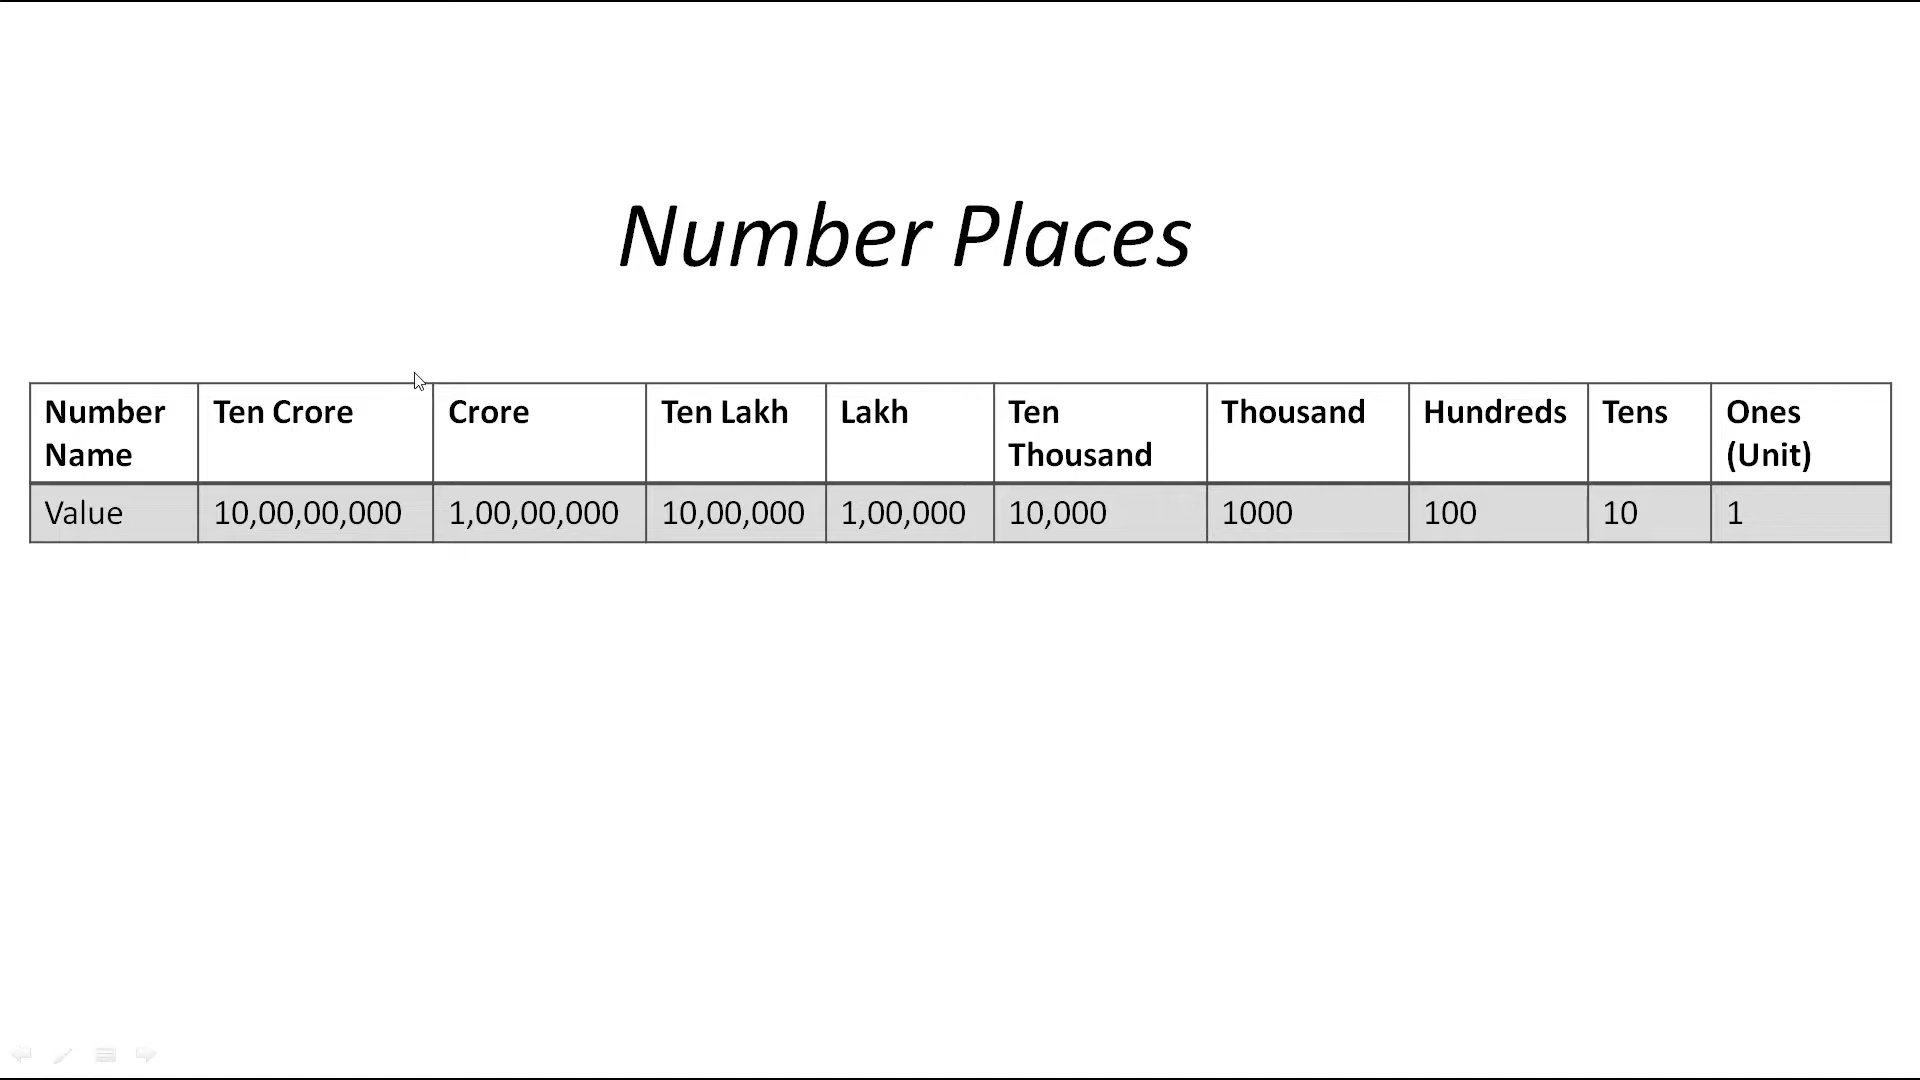 Number Places
Number Name Ten Crore Crore Ten Lakh Lakh Ten Thousand Thousand Hundreds Tens Ones (Unit)
Value 10,00,00,000 1,00,00,000 10,00,000 1,00,000 10,000 1000 100 10 1